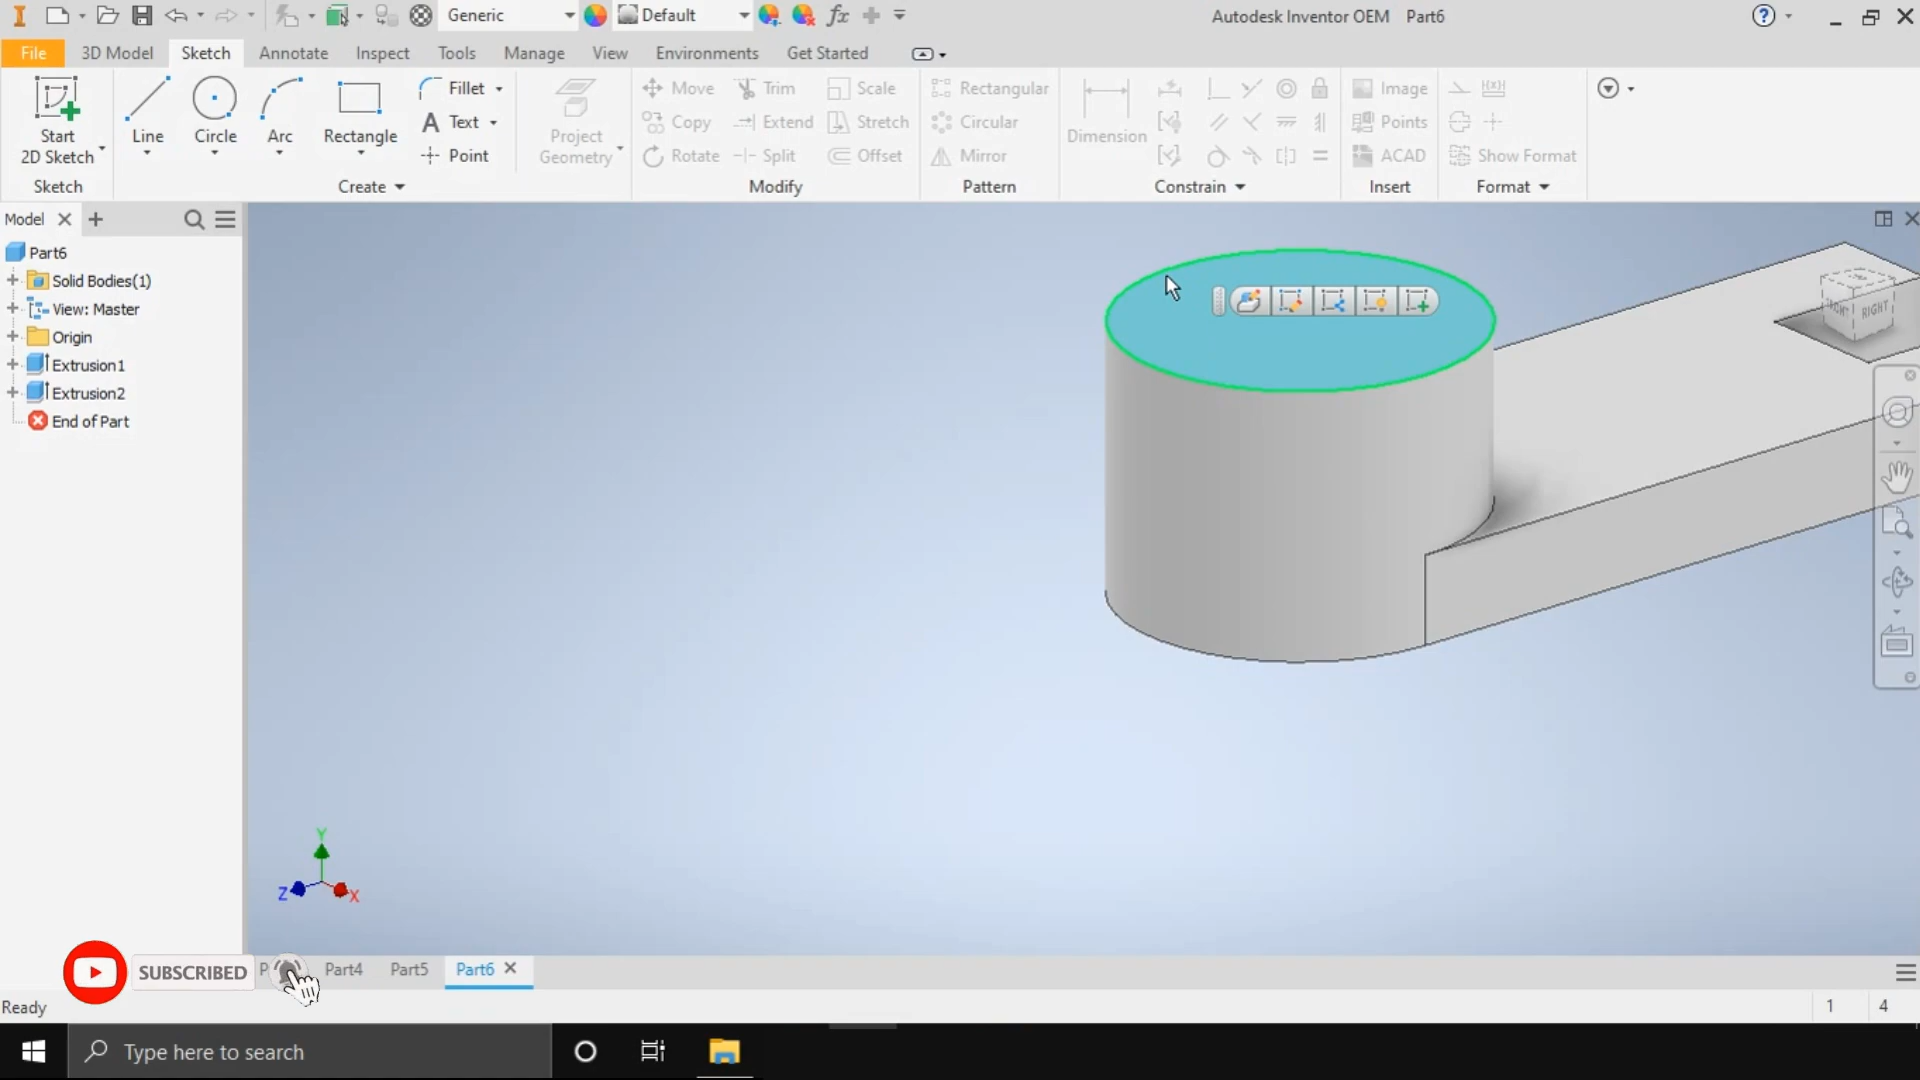 Generic
Default
Autodesk Inventor OEM Part6
File 3D Model Sketch Annotate Inspect Tools Manage View Environments Get Started
Start
2D Sketch
Line
Circle
Arc
Rectangle
Fillet
Text
Point
Project
Geometry
Move
Copy
Rotate
Trim
Extend
Split
Scale
Stretch
Offset
Rectangular
Circular
Mirror
Dimension
Image
Points
ACAD
Show Format
Sketch
Create
Modify
Pattern
Constrain
Insert
Format
Model
Part6
Solid Bodies(1)
View: Master
Origin
Extrusion1
Extrusion2
End of Part
RIGHT
Y
Z
X
SUBSCRIBED
P
Part4
Part5
Part6
Ready
1
4
Type here to search